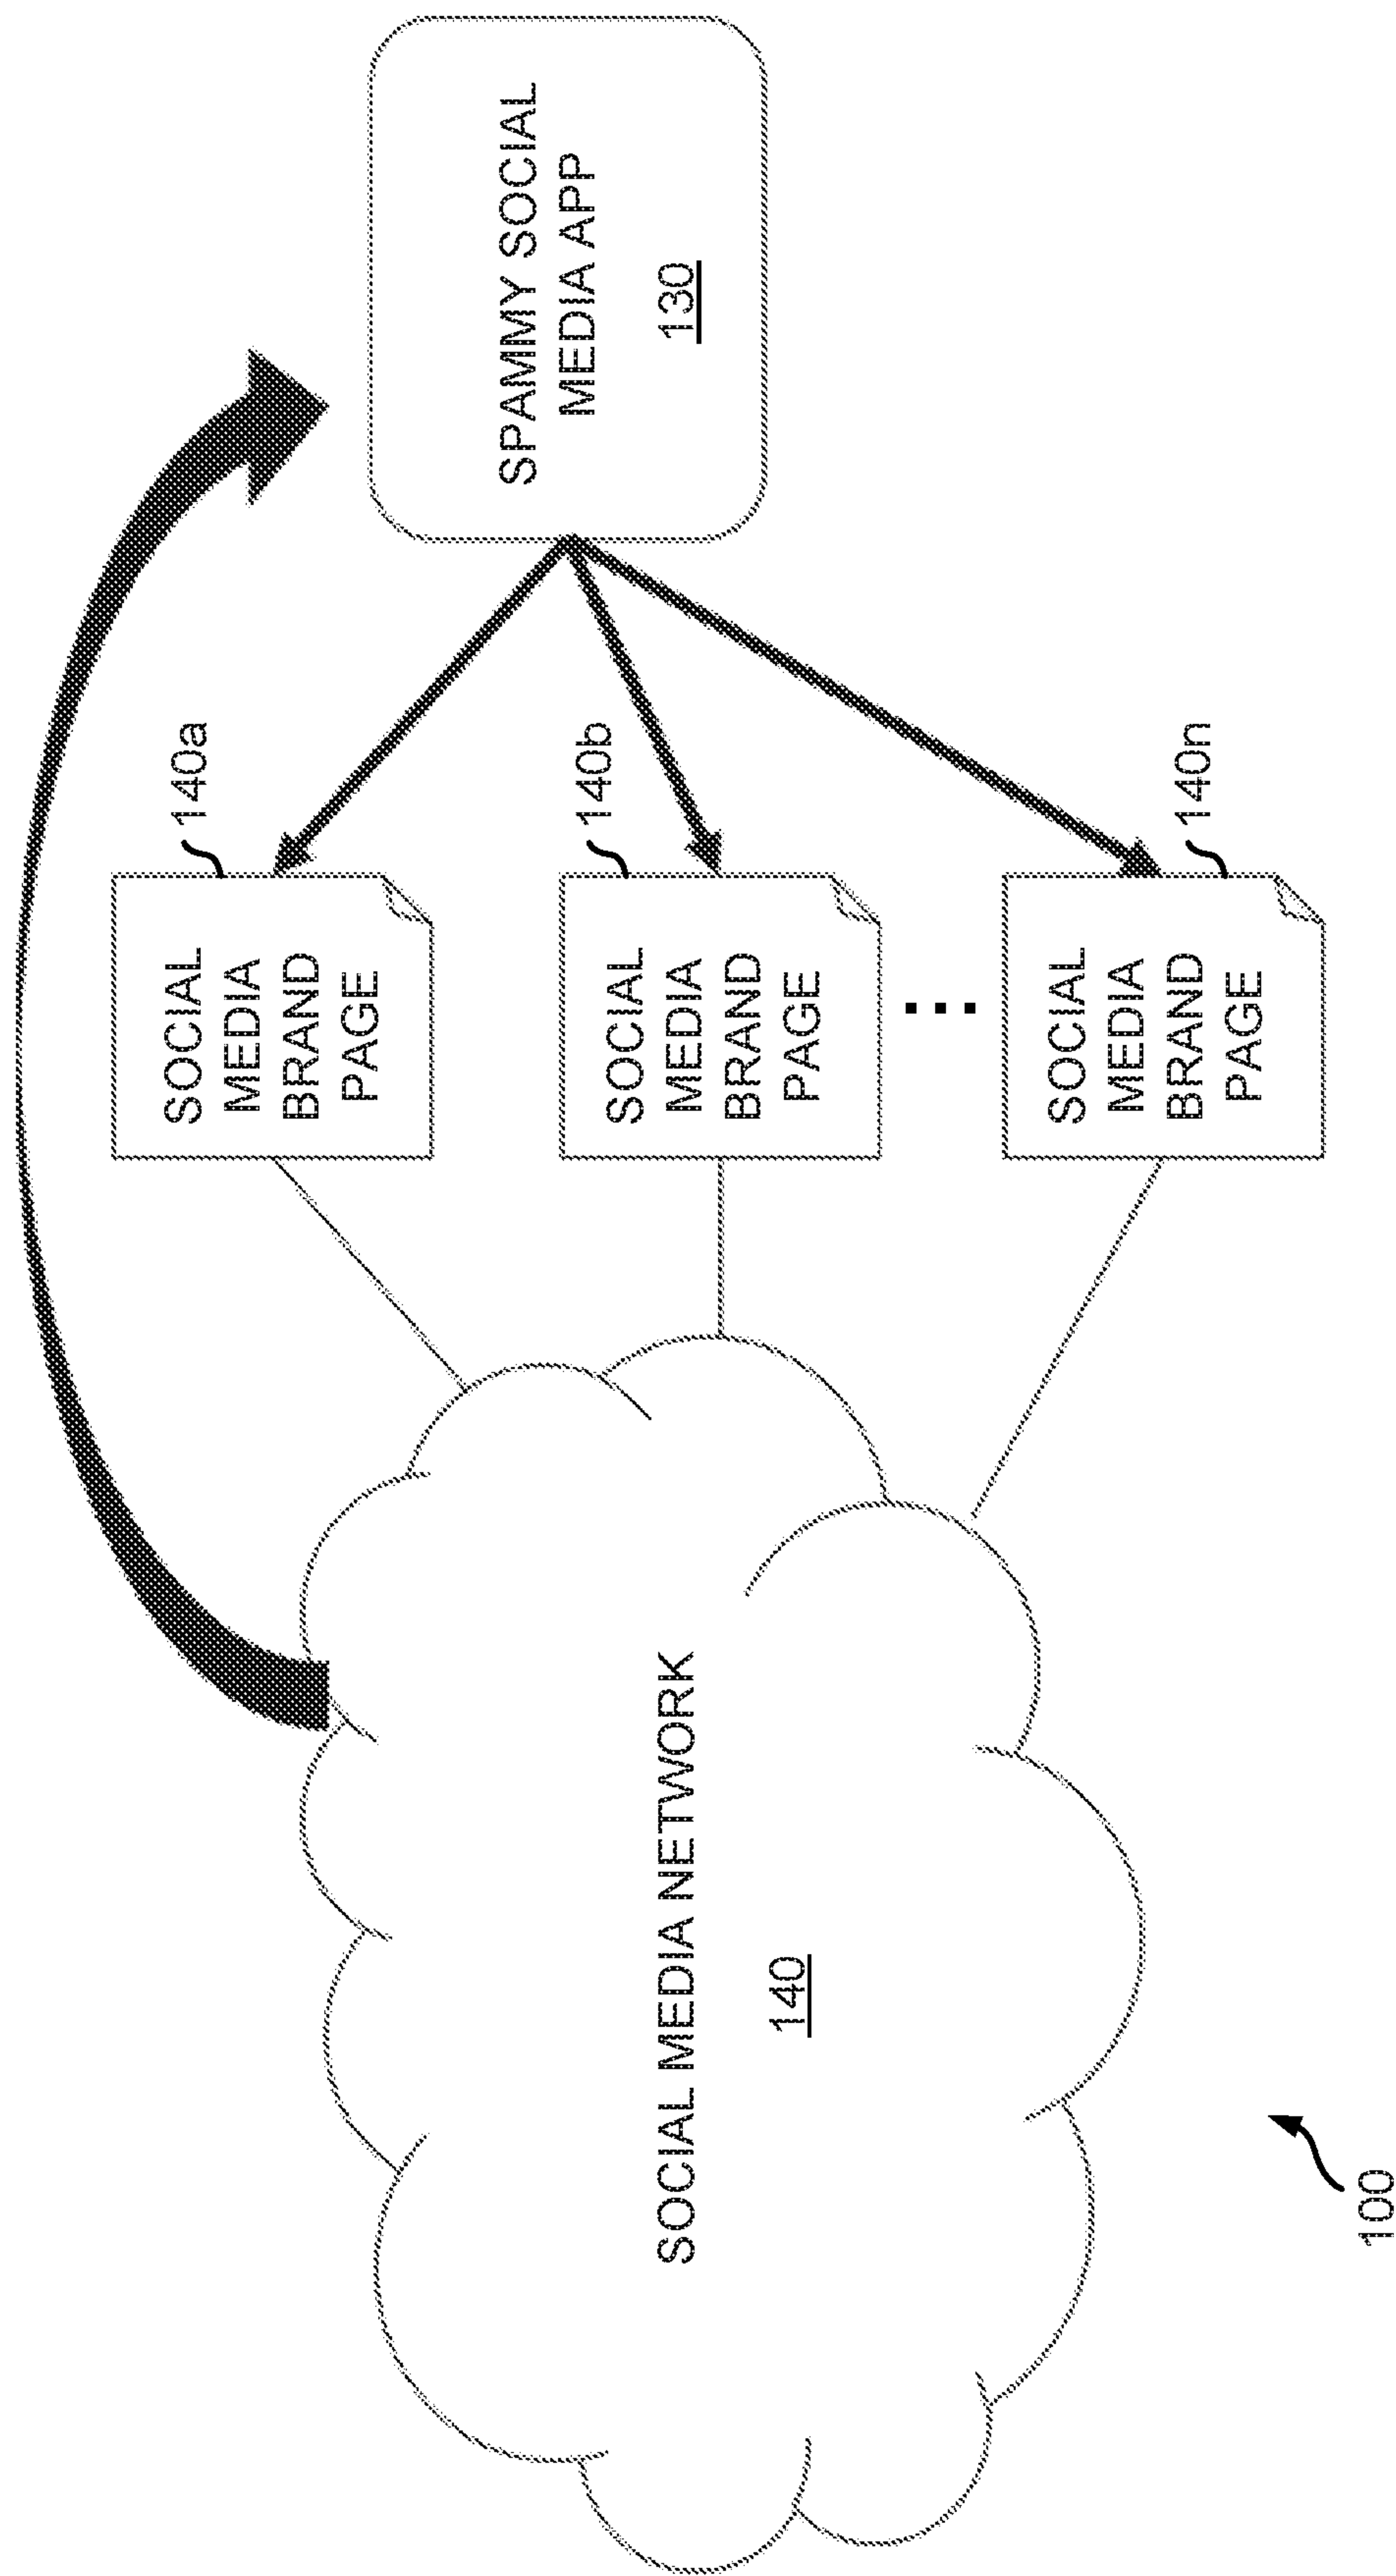 SOCIAL MEDIA NETWORK
140
SOCIAL
MEDIA
BRAND
PAGE
140a
SOCIAL
MEDIA
BRAND
PAGE
140b
SOCIAL
MEDIA
BRAND
PAGE
140n
SPAMMY SOCIAL
MEDIA APP
130
100